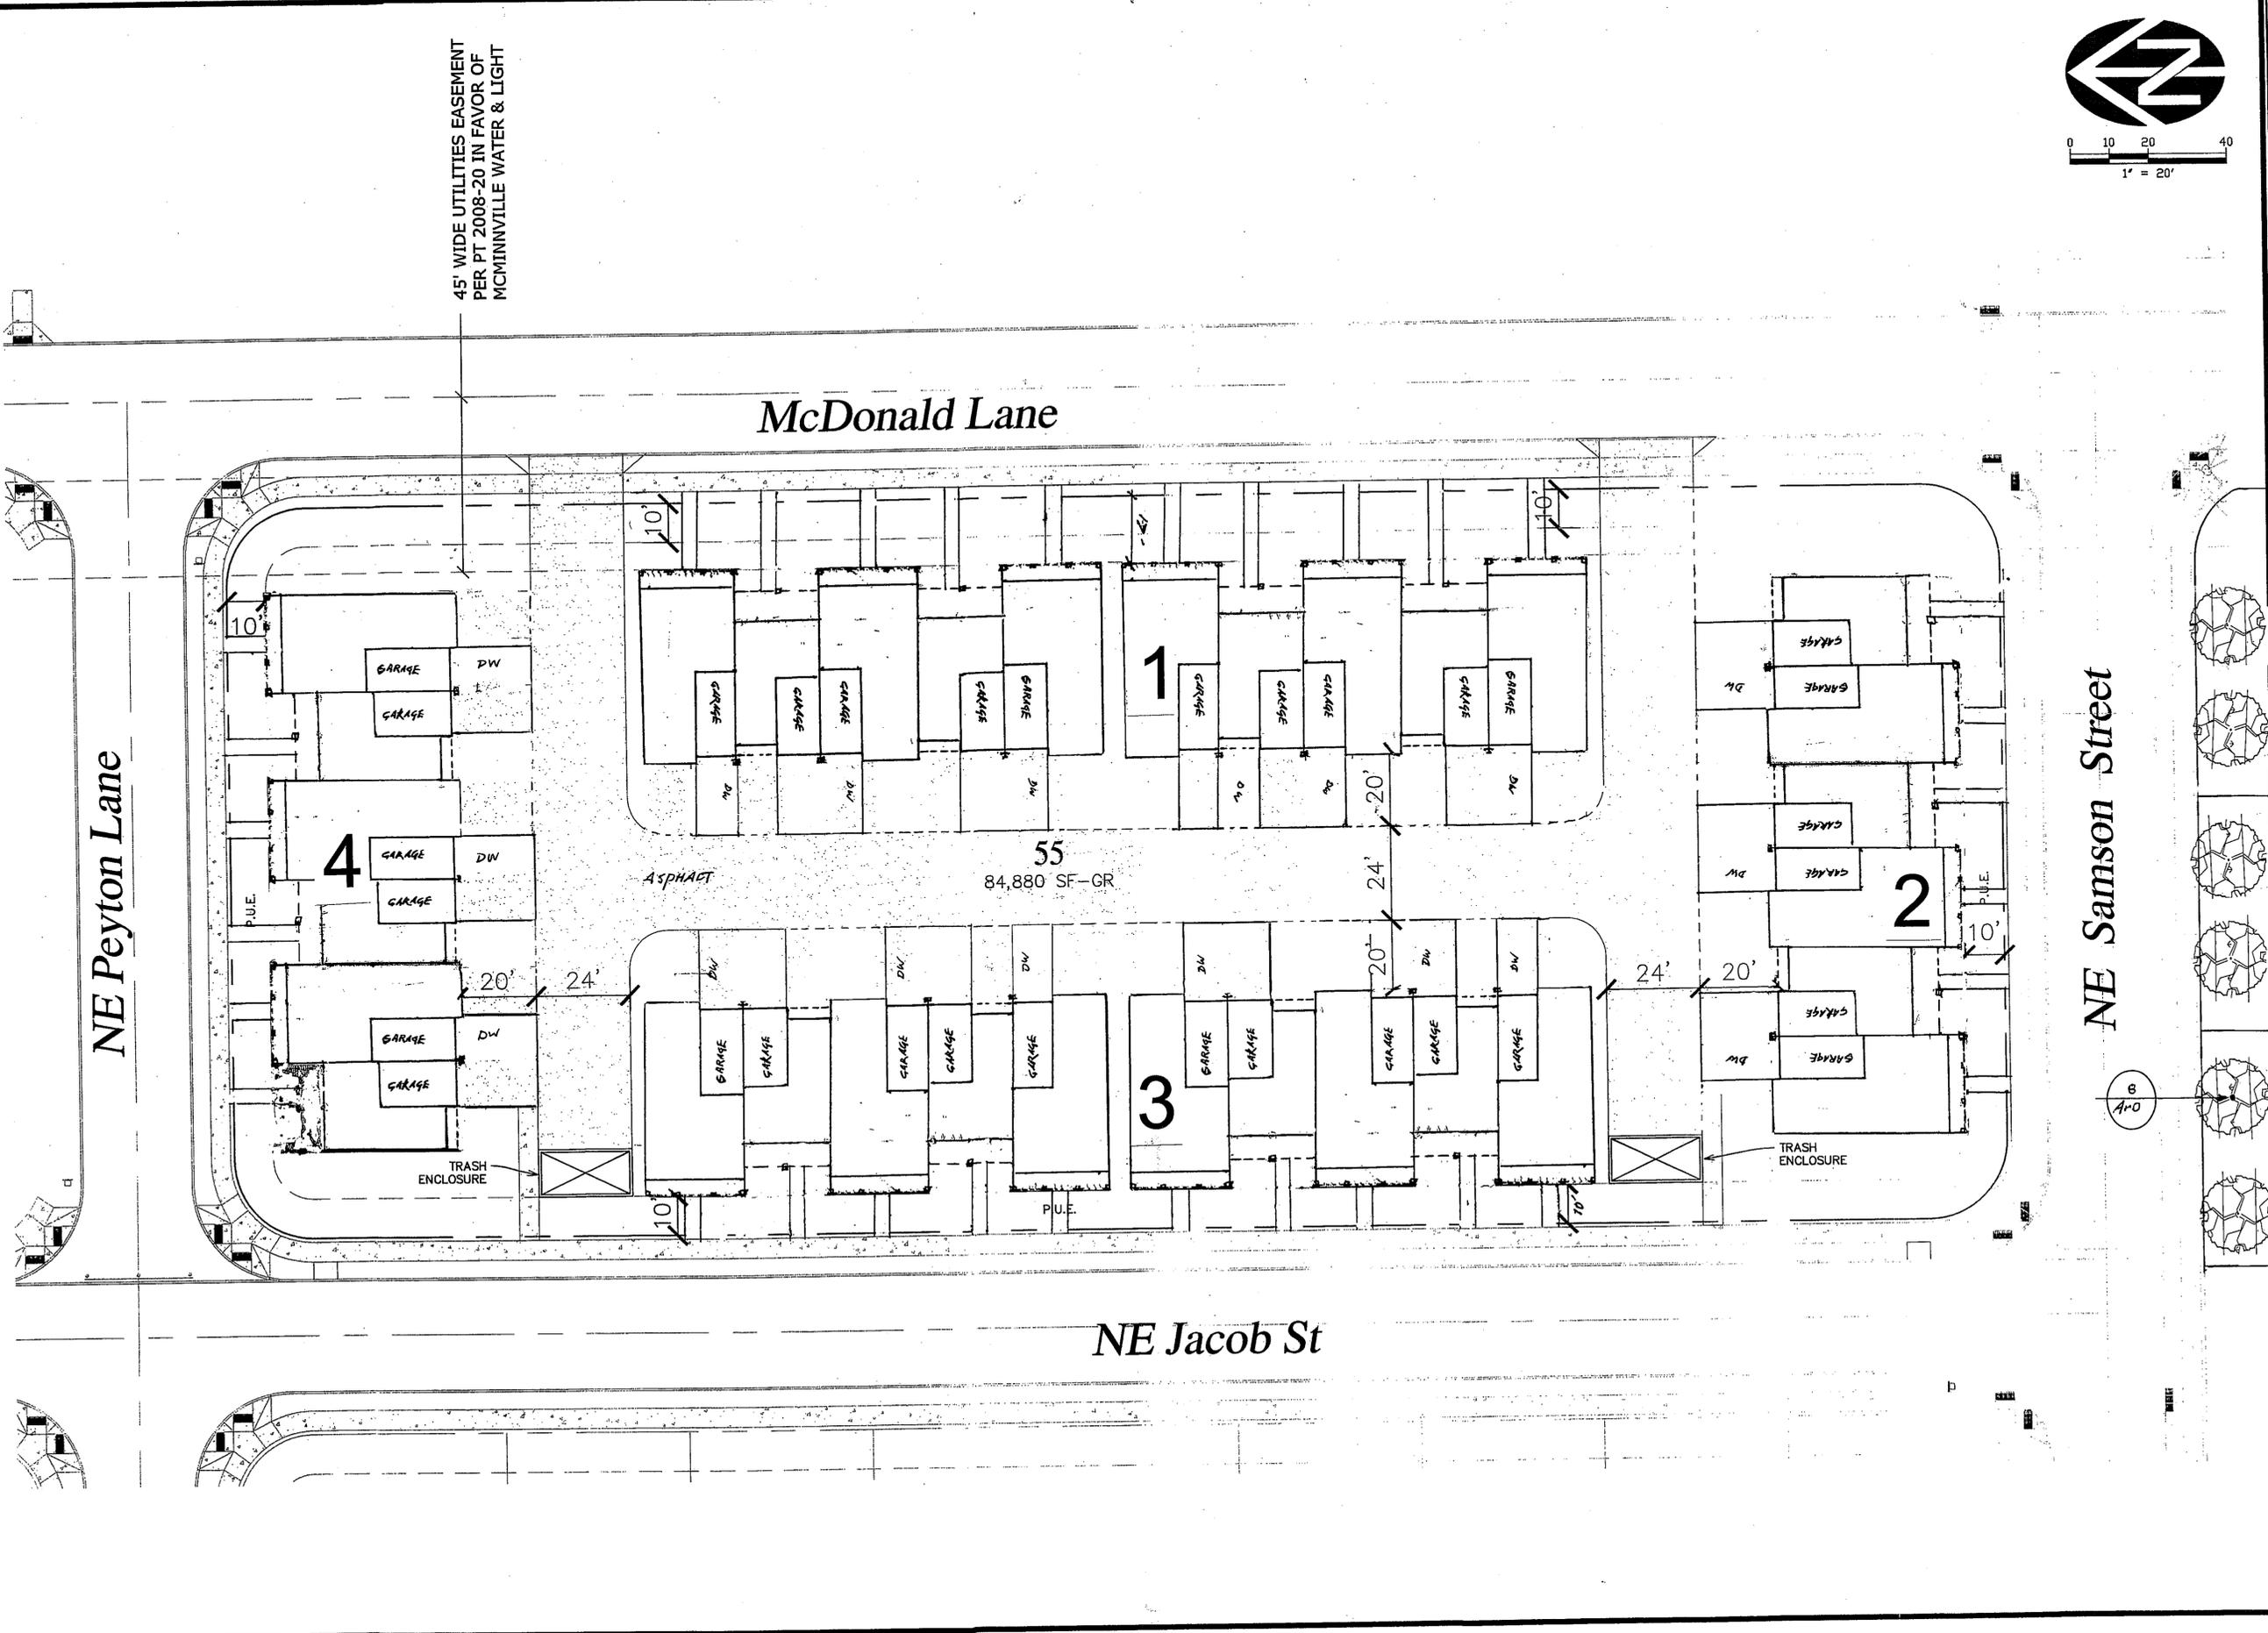 45' WIDE UTILITIES EASEMENT
PER PT 2008-20 IN FAVOR OF
MCMINNVILLE WATER & LIGHT
N
0 10 20 40
1" = 20'
McDonald Lane
10'
10'
10'
GARAGE
DW
GARAGE
GARAGE
GARAGE
GARAGE
GARAGE
GARAGE
1
GARAGE
GARAGE
GARAGE
GARAGE
GARAGE
GARAGE
GARAGE
DW
DW
DW
DW
DW
DW
DW
20'
NE Peyton Lane
4
GARAGE
DW
GARAGE
P.U.E.
ASPHALT
55
84,880 SF-GR
24'
GARAGE
GARAGE
DW
2
P.U.E.
10'
NE Samson Street
20'
24'
DW
DW
DW
DW
20'
DW
DW
24'
20'
GARAGE
DW
GARAGE
GARAGE
GARAGE
GARAGE
GARAGE
GARAGE
3
GARAGE
GARAGE
GARAGE
GARAGE
GARAGE
GARAGE
GARAGE
DW
6
TRASH
ENCLOSURE
TRASH
ENCLOSURE
10'
P.U.E.
10'
NE Jacob St